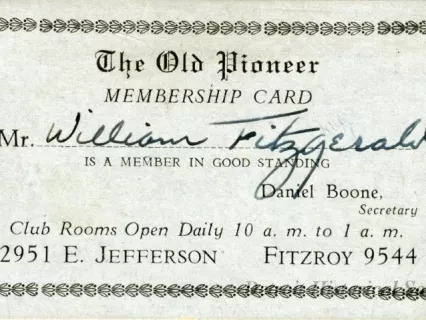 The Old Pioneer
MEMBERSHIP CARD
Mr. William Fitzgerald
IS A MEMBER IN GOOD STANDING
Daniel Boone,
Secretary
Club Rooms Open Daily 10 a. m. to 1 a. m.
2951 E. JEFFERSON FITZROY 9544